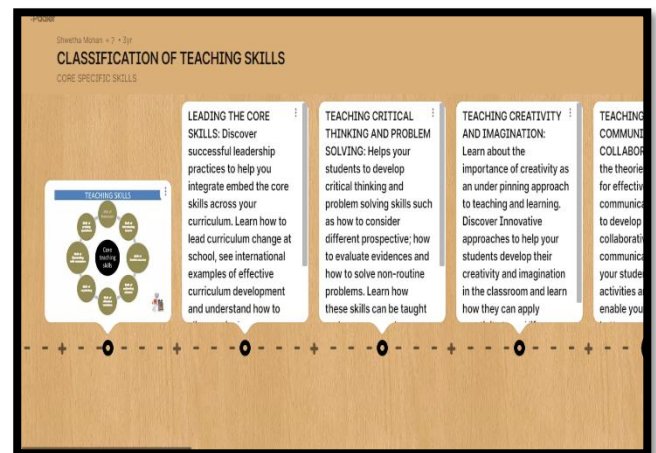 Shwetha Mohan • 2 • 3yr
CLASSIFICATION OF TEACHING SKILLS
CORE SPECIFIC SKILLS
TEACHING SKILLS
Core
teaching
skills
LEADING THE CORE
SKILLS: Discover
successful leadership
practices to help you
integrate embed the core
skills across your
curriculum. Learn how to
lead curriculum change at
school, see international
examples of effective
curriculum development
and understand how to
TEACHING CRITICAL
THINKING AND PROBLEM
SOLVING: Helps your
students to develop
critical thinking and
problem solving skills such
as how to consider
different prospective; how
to evaluate evidences and
how to solve non-routine
problems. Learn how
these skills can be taught
TEACHING CREATIVITY
AND IMAGINATION:
Learn about the
importance of creativity as
an under pinning approach
to teaching and learning.
Discover Innovative
approaches to help your
students develop their
creativity and imagination
in the classroom and learn
how they can apply
TEACHING
COMMUNI
COLLABOR
the theorie
for effectiv
communica
to develop
collaborati
communica
your stude
activities a
enable you